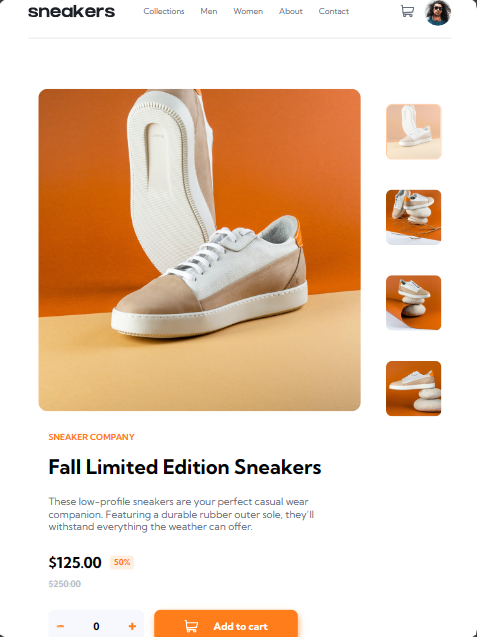 sneakers
Collections Men Women About Contact
SNEAKER COMPANY
Fall Limited Edition Sneakers
These low-profile sneakers are your perfect casual wear
companion. Featuring a durable rubber outer sole, they'll
withstand everything the weather can offer.
$125.00 50%
$250.00
− 0 +
Add to cart